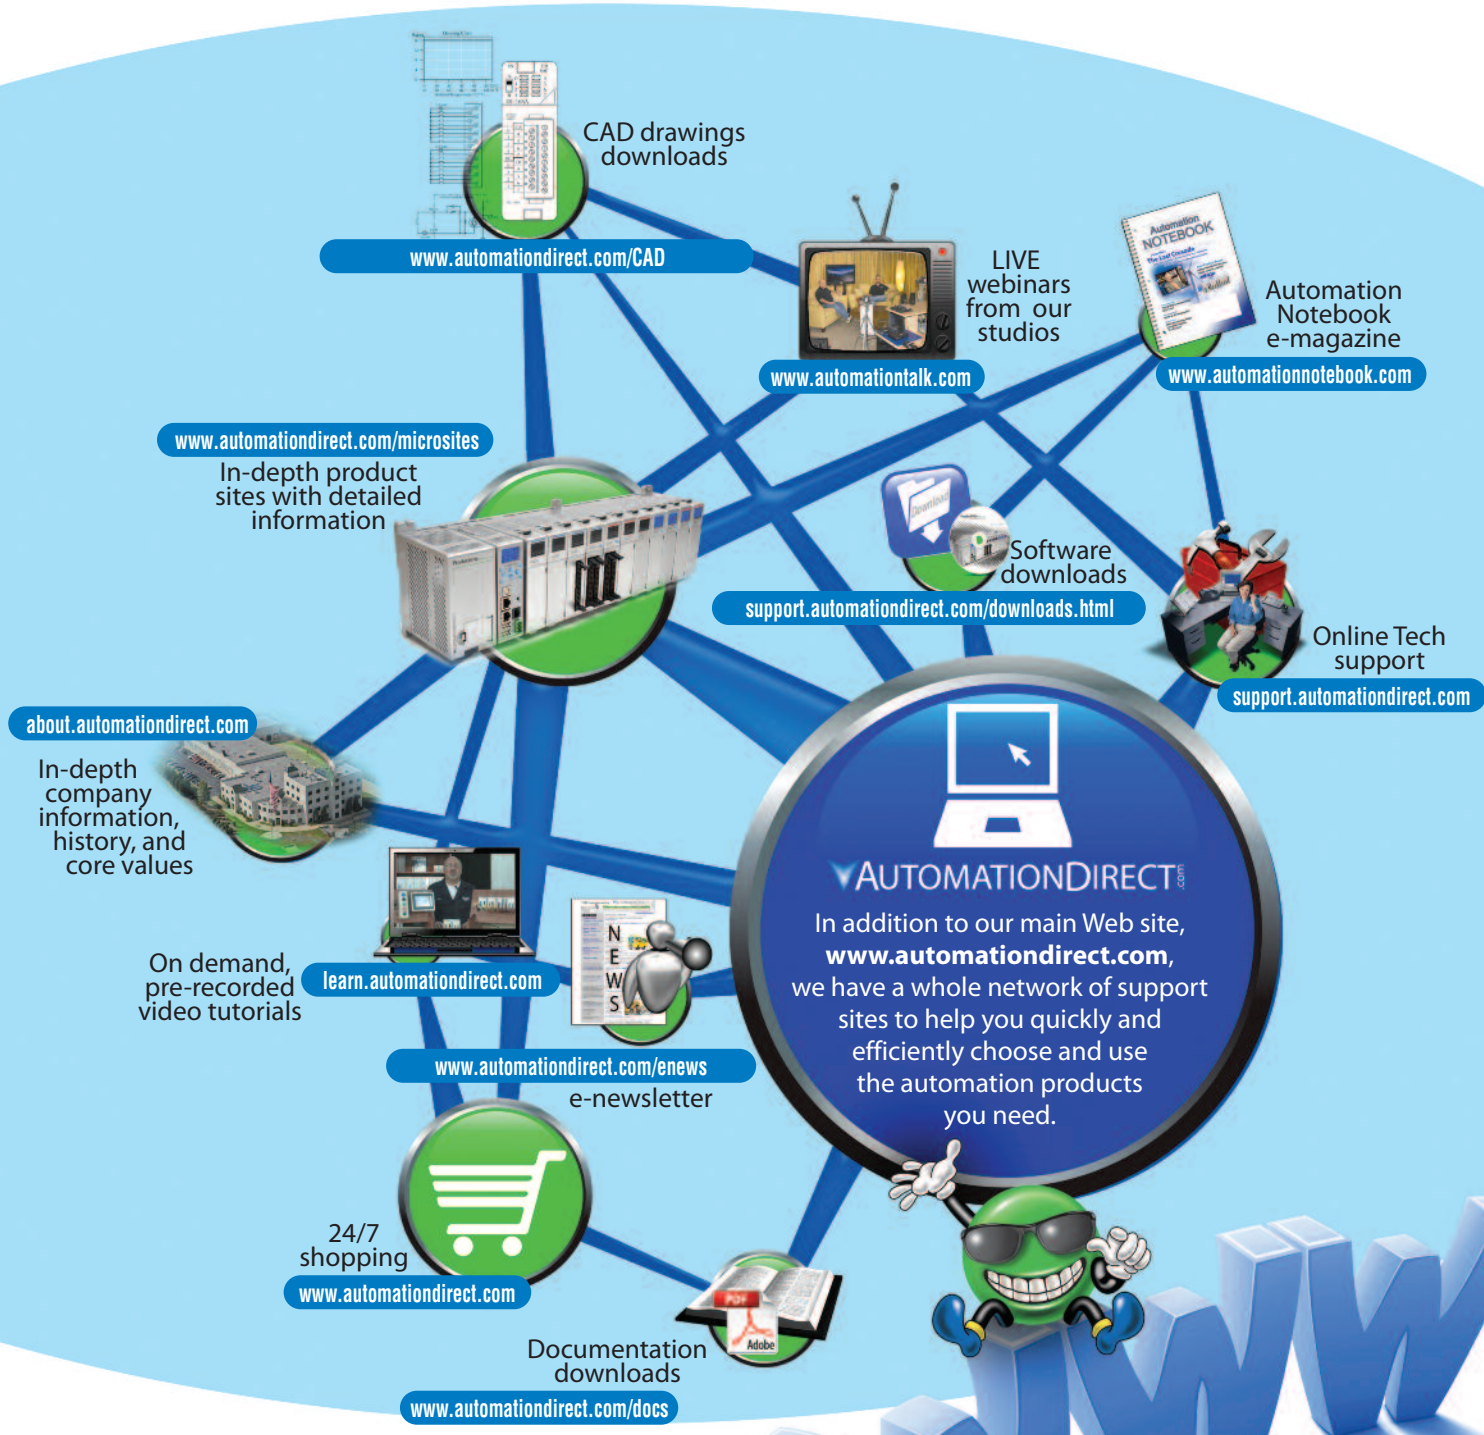 CAD drawings
downloads
www.automationdirect.com/CAD
LIVE
webinars
from our
studios
www.automationtalk.com
Automation
NOTEBOOK
Automation
Notebook
e-magazine
www.automationnotebook.com
www.automationdirect.com/microsites
In-depth product
sites with detailed
information
Download
Software
downloads
support.automationdirect.com/downloads.html
Online Tech
support
support.automationdirect.com
about.automationdirect.com
In-depth
company
information,
history, and
core values
AUTOMATIONDIRECT.com
In addition to our main Web site,
www.automationdirect.com,
we have a whole network of support
sites to help you quickly and
efficiently choose and use
the automation products
you need.
On demand,
pre-recorded
video tutorials
learn.automationdirect.com
NEWS
www.automationdirect.com/enews
e-newsletter
24/7
shopping
www.automationdirect.com
PDF
Adobe
Documentation
downloads
www.automationdirect.com/docs
www